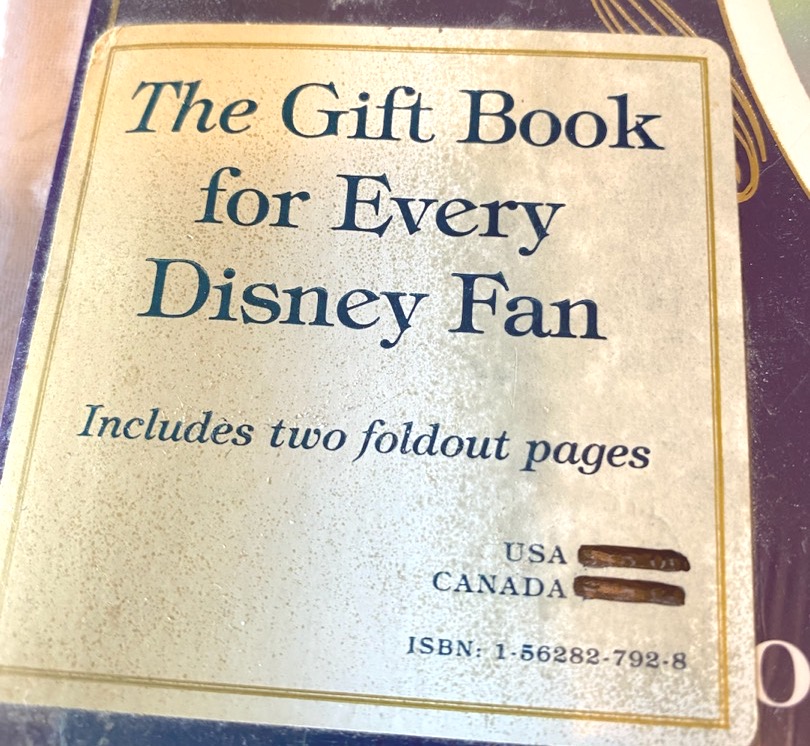 The Gift Book
for Every
Disney Fan
Includes two foldout pages
USA
CANADA
ISBN: 1-56282-792-8
O